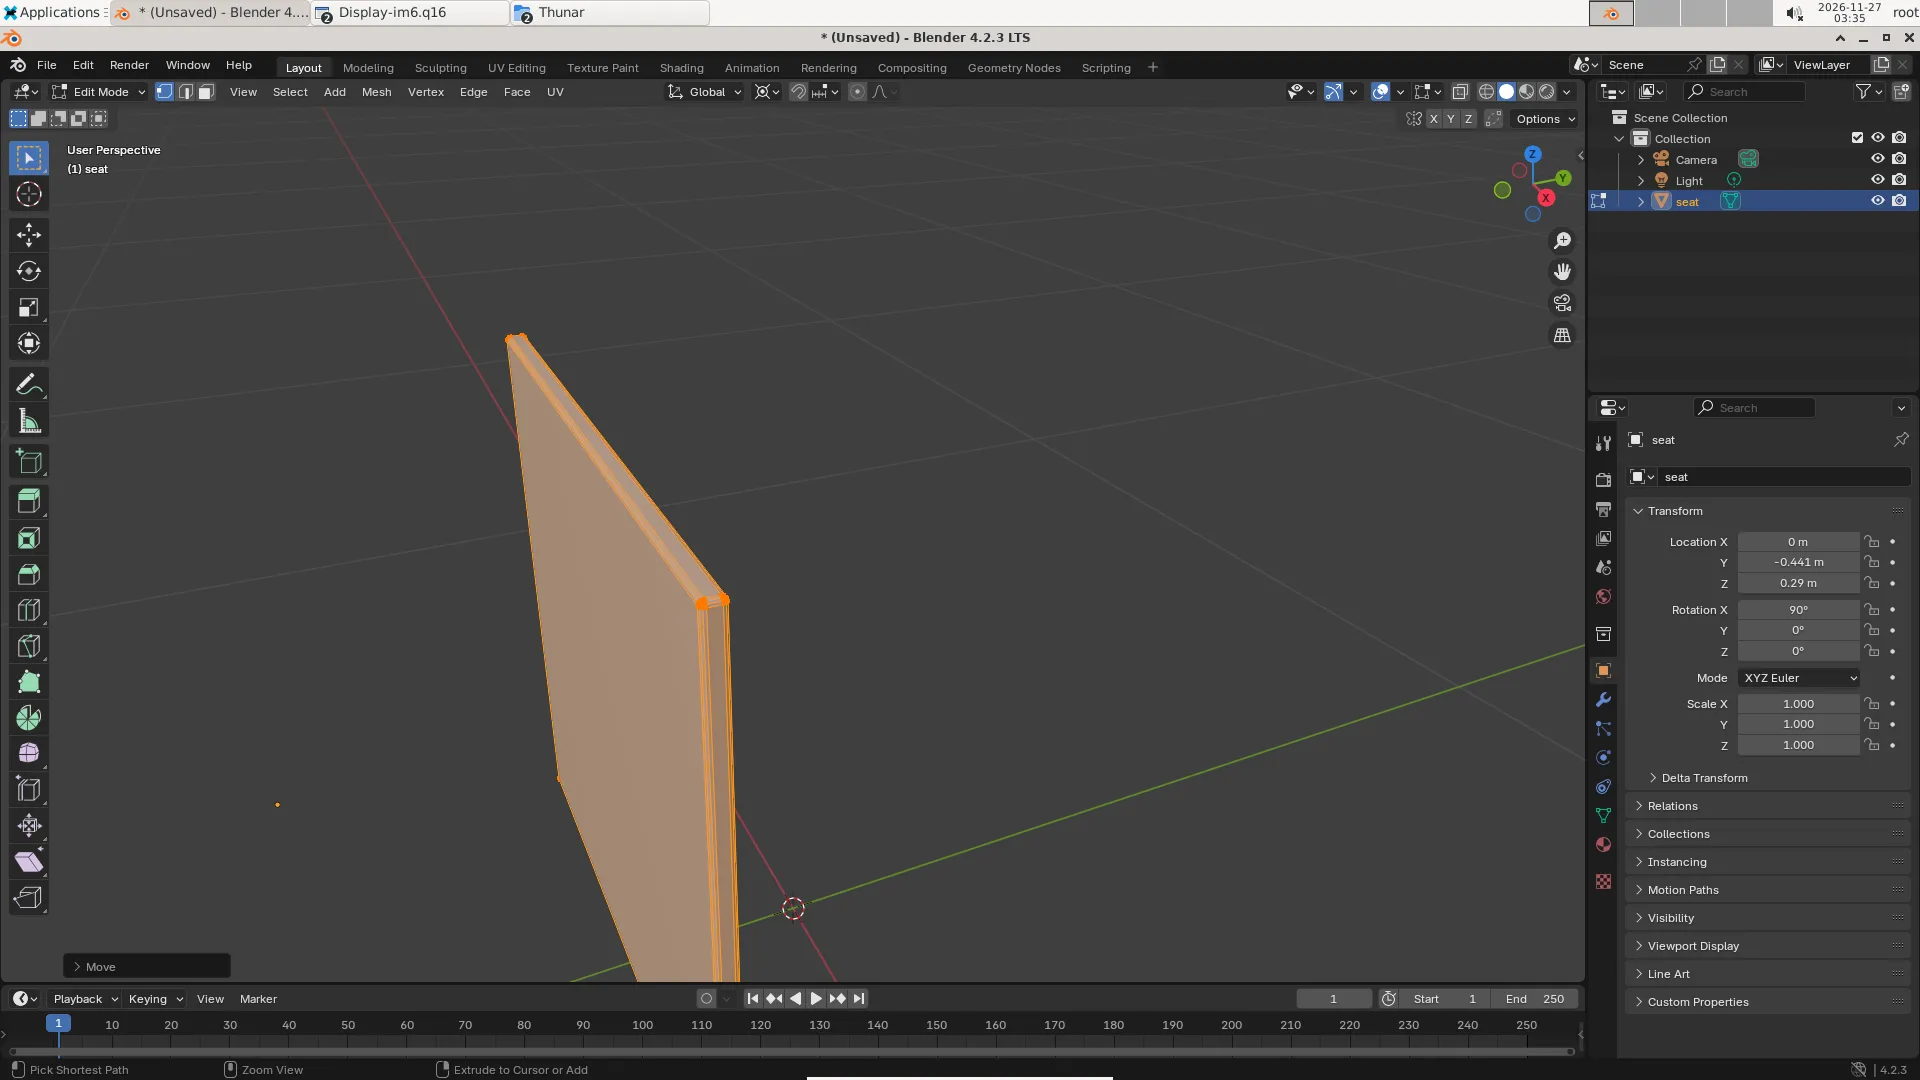 Applications
* (Unsaved) - Blender 4....
2
Display-im6.q16
2
Thunar
2026-11-27
03:35
root
* (Unsaved) - Blender 4.2.3 LTS
File
Edit
Render
Window
Help
Layout
Modeling
Sculpting
UV Editing
Texture Paint
Shading
Animation
Rendering
Compositing
Geometry Nodes
Scripting
Scene
ViewLayer
Edit Mode
View
Select
Add
Mesh
Vertex
Edge
Face
UV
Global
Search
X
Y
Z
Options
User Perspective
(1) seat
Z
Y
X
Scene Collection
Collection
Camera
Light
seat
Search
seat
seat
Transform
Location X
0 m
Y
-0.441 m
Z
0.29 m
Rotation X
90°
Y
0°
Z
0°
Mode
XYZ Euler
Scale X
1.000
Y
1.000
Z
1.000
Delta Transform
Relations
Collections
Instancing
Motion Paths
Visibility
Viewport Display
Line Art
Custom Properties
Move
Playback
Keying
View
Marker
1
Start
1
End
250
1
10
20
30
40
50
60
70
80
90
100
110
120
130
140
150
160
170
180
190
200
210
220
230
240
250
Pick Shortest Path
Zoom View
Extrude to Cursor or Add
4.2.3